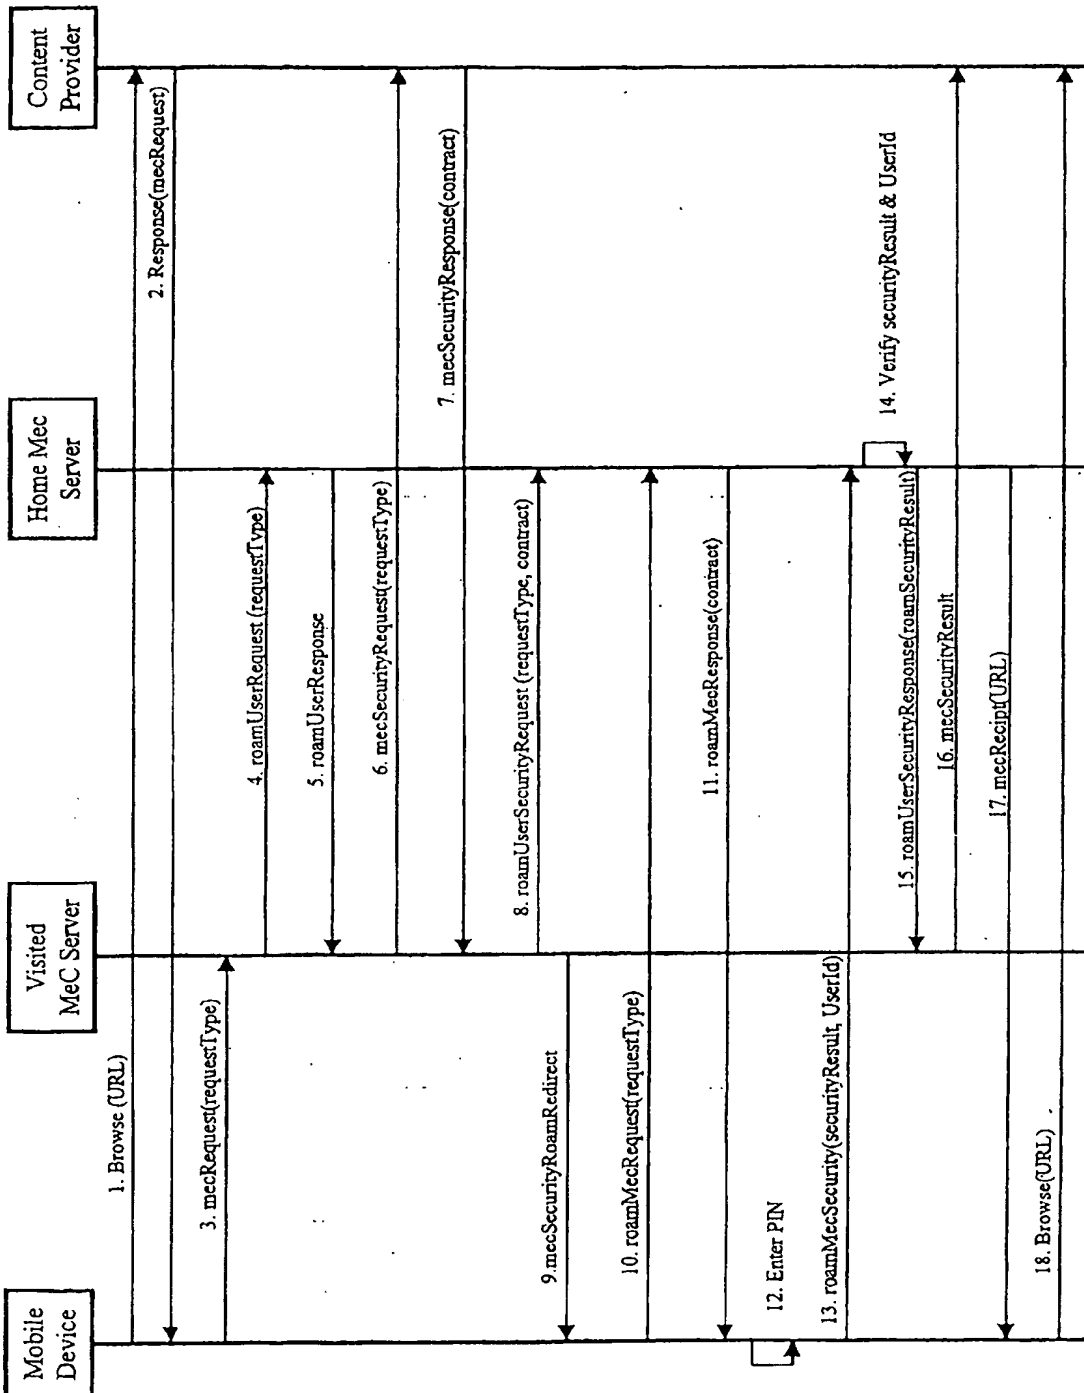 Mobile
Device
Visited
MeC Server
Home Mec
Server
Content
Provider
1. Browse (URL)
2. Response(mecRequest)
3. mecRequest(requestType)
4. roamUserRequest (requestType)
5. roamUserResponse
6. mecSecurityRequest(requestType)
7. mecSecurityResponse(contract)
8. roamUserSecurityRequest (requestType, contract)
9.mecSecurityRoamRedirect
10. roamMecRequest(requestType)
11. roamMecResponse(contract)
12. Enter PIN
13. roamMecSecurity(securityResult, UserId)
14. Verify securityResult & UserId
15. roamUserSecurityResponse(roamSecurityResult)
16. mecSecurityResult
17. mecRecipt(URL)
18. Browse(URL)